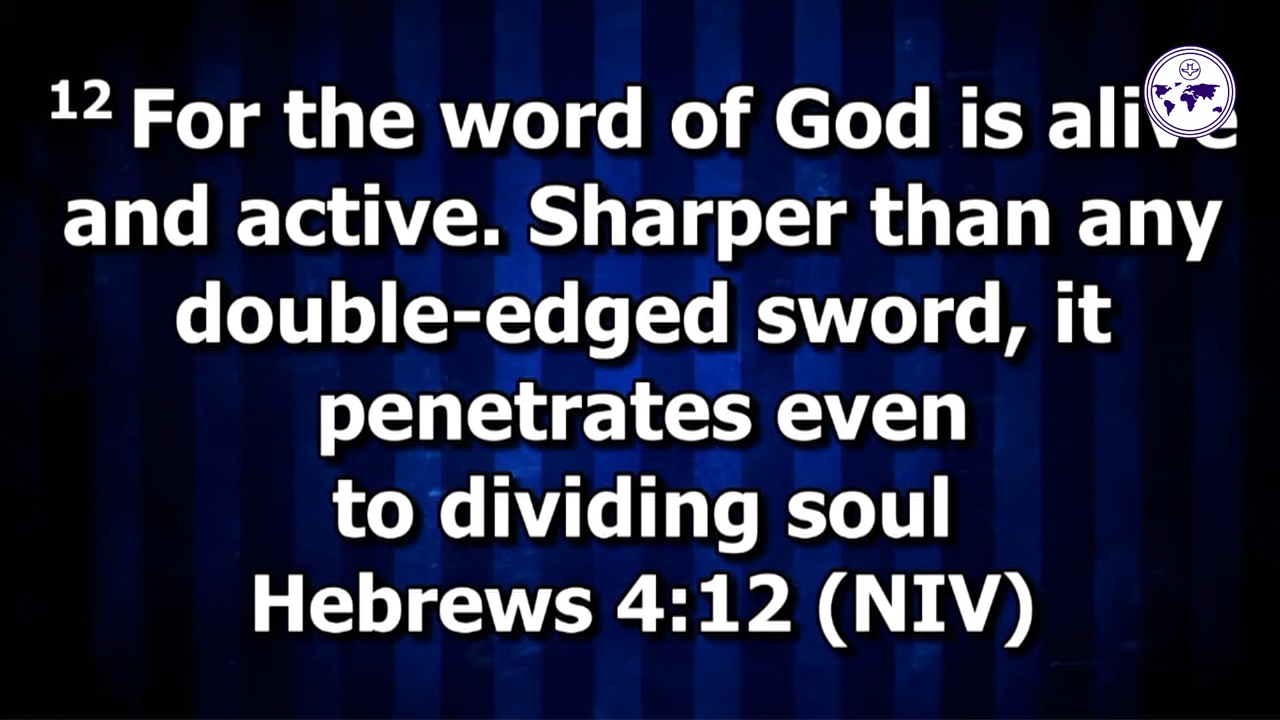 12 For the word of God is alive
and active. Sharper than any
double-edged sword, it
penetrates even
to dividing soul
Hebrews 4:12 (NIV)